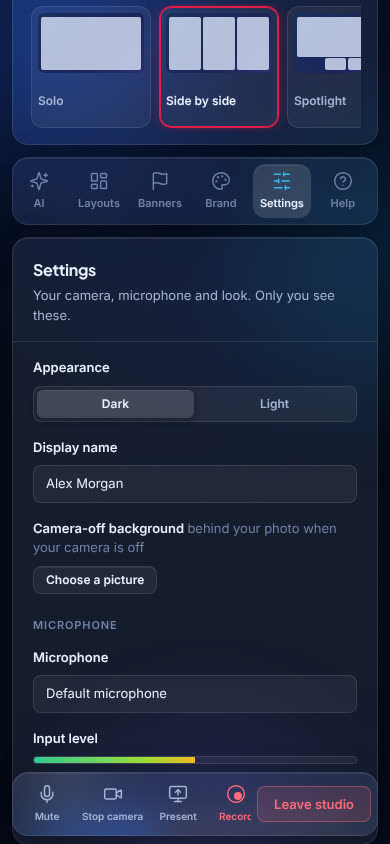 Solo
Side by side
Spotlight
AI
Layouts
Banners
Brand
Settings
Help
Settings
Your camera, microphone and look. Only you see
these.
Appearance
Dark
Light
Display name
Alex Morgan
Camera-off background behind your photo when
your camera is off
Choose a picture
MICROPHONE
Microphone
Default microphone
Input level
Mute
Stop camera
Present
Record
Leave studio